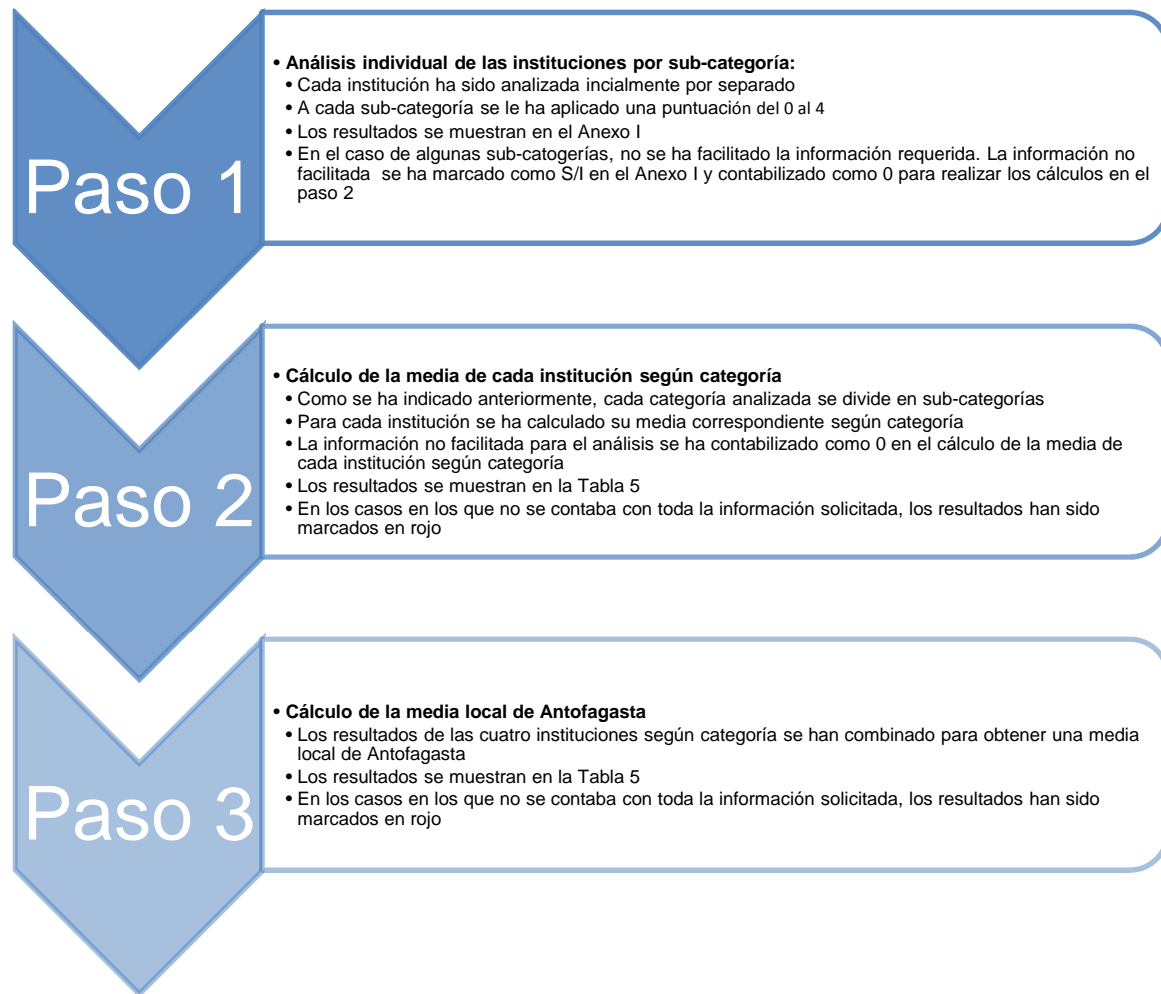 Paso 1
• Análisis individual de las instituciones por sub-categoría:
• Cada institución ha sido analizada incialmente por separado
• A cada sub-categoría se le ha aplicado una puntuación del 0 al 4
• Los resultados se muestran en el Anexo I
• En el caso de algunas sub-catogerías, no se ha facilitado la información requerida. La información no
facilitada se ha marcado como S/I en el Anexo I y contabilizado como 0 para realizar los cálculos en el
paso 2
Paso 2
• Cálculo de la media de cada institución según categoría
• Como se ha indicado anteriormente, cada categoría analizada se divide en sub-categorías
• Para cada institución se ha calculado su media correspondiente según categoría
• La información no facilitada para el análisis se ha contabilizado como 0 en el cálculo de la media de
cada institución según categoría
• Los resultados se muestran en la Tabla 5
• En los casos en los que no se contaba con toda la información solicitada, los resultados han sido
marcados en rojo
Paso 3
• Cálculo de la media local de Antofagasta
• Los resultados de las cuatro instituciones según categoría se han combinado para obtener una media
local de Antofagasta
• Los resultados se muestran en la Tabla 5
• En los casos en los que no se contaba con toda la información solicitada, los resultados han sido
marcados en rojo